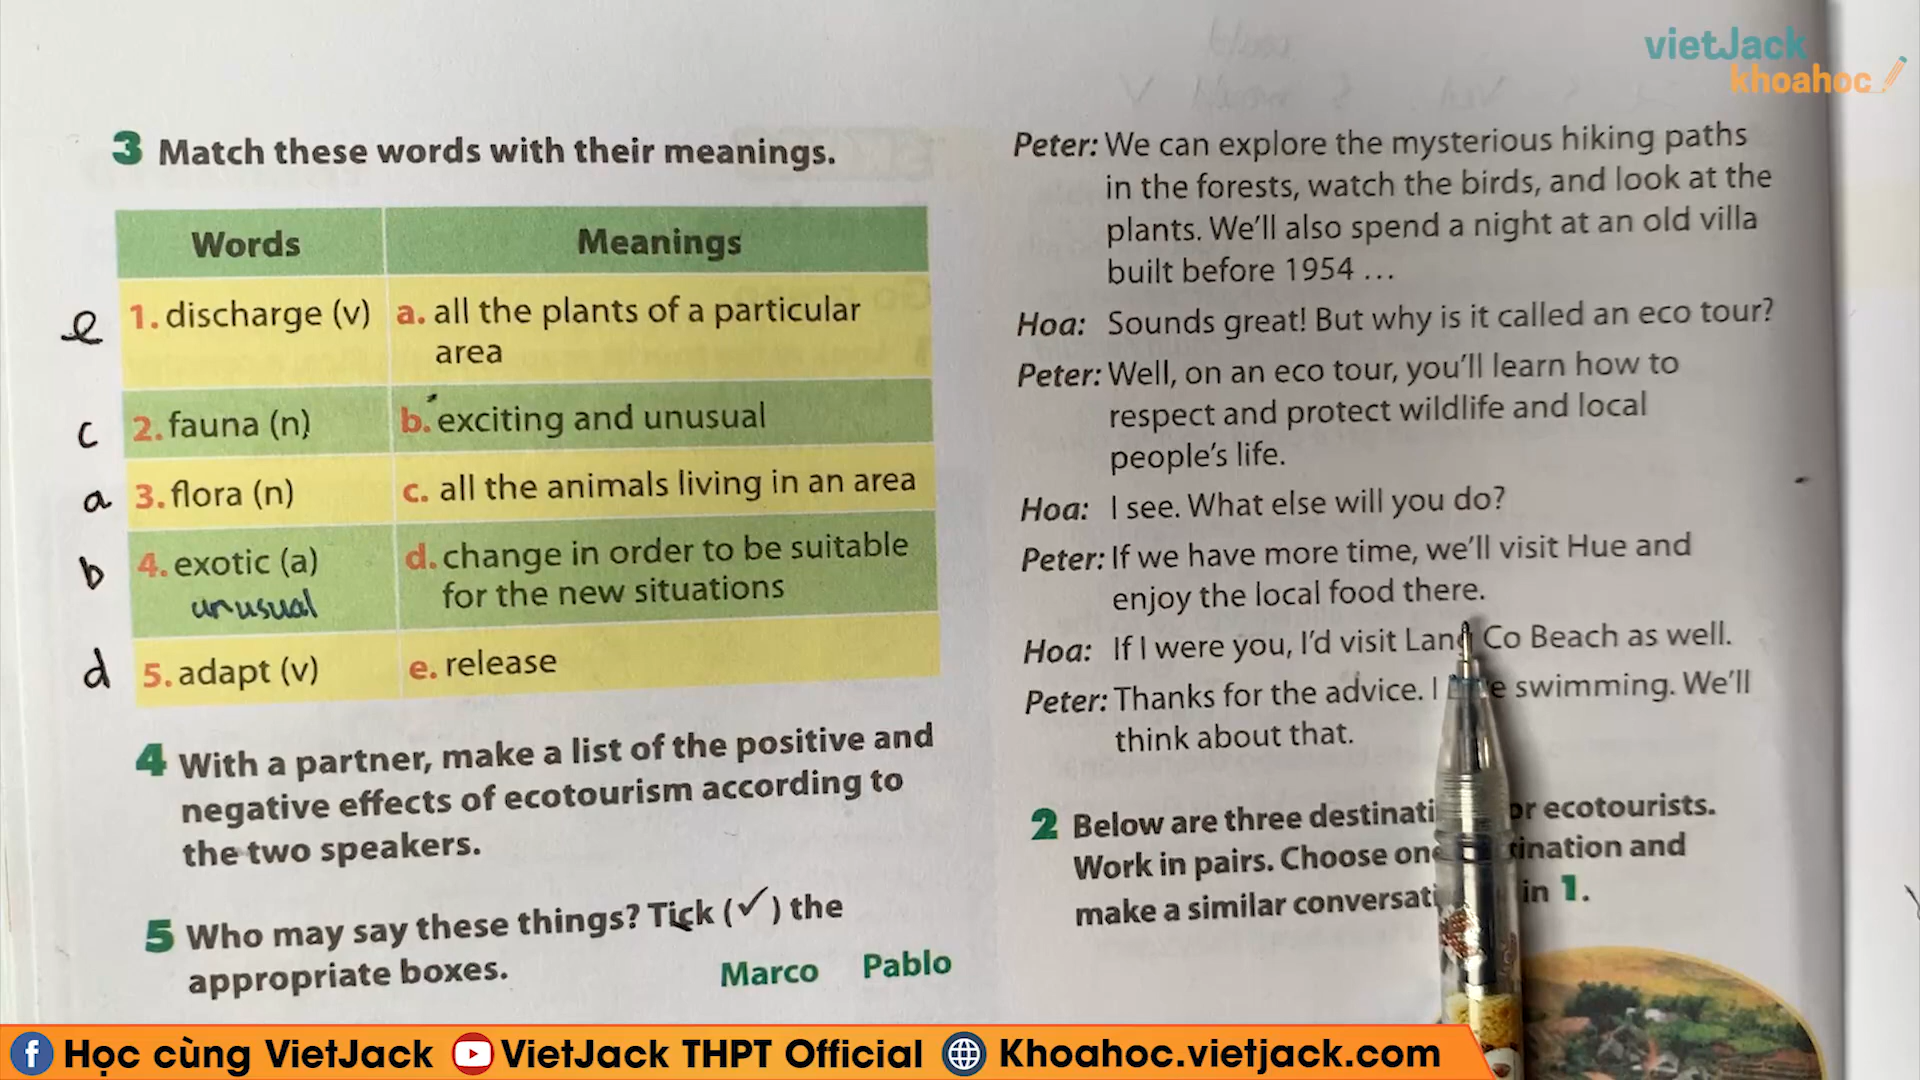 vietJack
khoahoc
3 Match these words with their meanings.
Words Meanings
e 1. discharge (v) a. all the plants of a particular
area
c 2. fauna (n) b. exciting and unusual
a 3. flora (n) c. all the animals living in an area
b 4. exotic (a) d. change in order to be suitable
unusual for the new situations
d 5. adapt (v) e. release
4 With a partner, make a list of the positive and
negative effects of ecotourism according to
the two speakers.
5 Who may say these things? Tick (✓) the
appropriate boxes. Marco Pablo
Peter: We can explore the mysterious hiking paths
in the forests, watch the birds, and look at the
plants. We'll also spend a night at an old villa
built before 1954 ...
Hoa: Sounds great! But why is it called an eco tour?
Peter: Well, on an eco tour, you'll learn how to
respect and protect wildlife and local
people's life.
Hoa: I see. What else will you do?
Peter: If we have more time, we'll visit Hue and
enjoy the local food there.
Hoa: If I were you, I'd visit Lang Co Beach as well.
Peter: Thanks for the advice. I swimming. We'll
think about that.
2 Below are three ecotourists.
Work in pairs. Choose and
make a similar in 1.
Học cùng VietJack VietJack THPT Official Khoahoc.vietjack.com